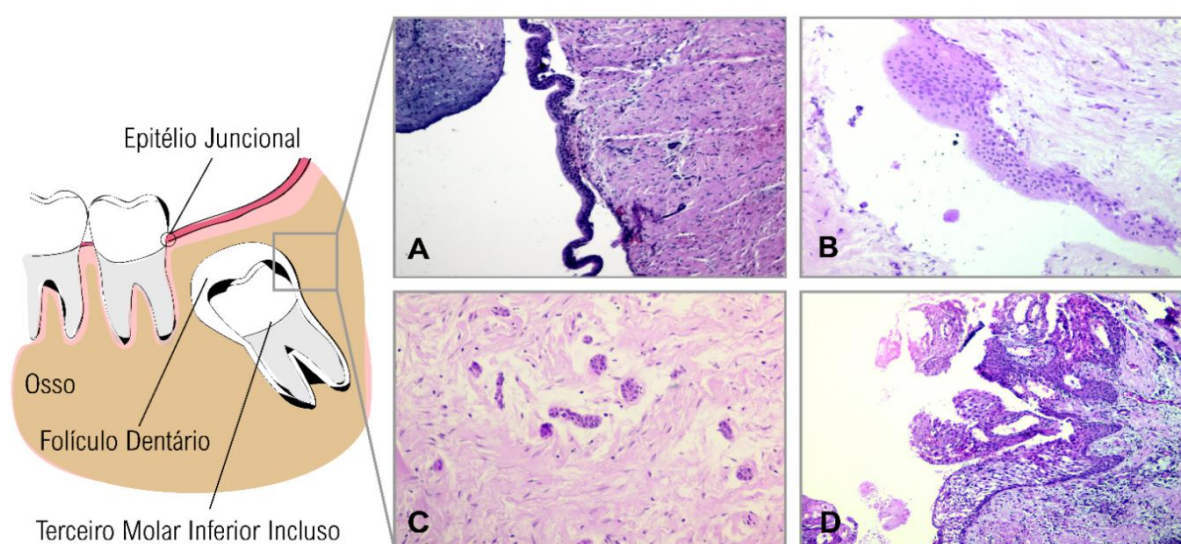 Epitélio Juncional
Osso
Folículo Dentário
Terceiro Molar Inferior Incluso
A
B
C
D